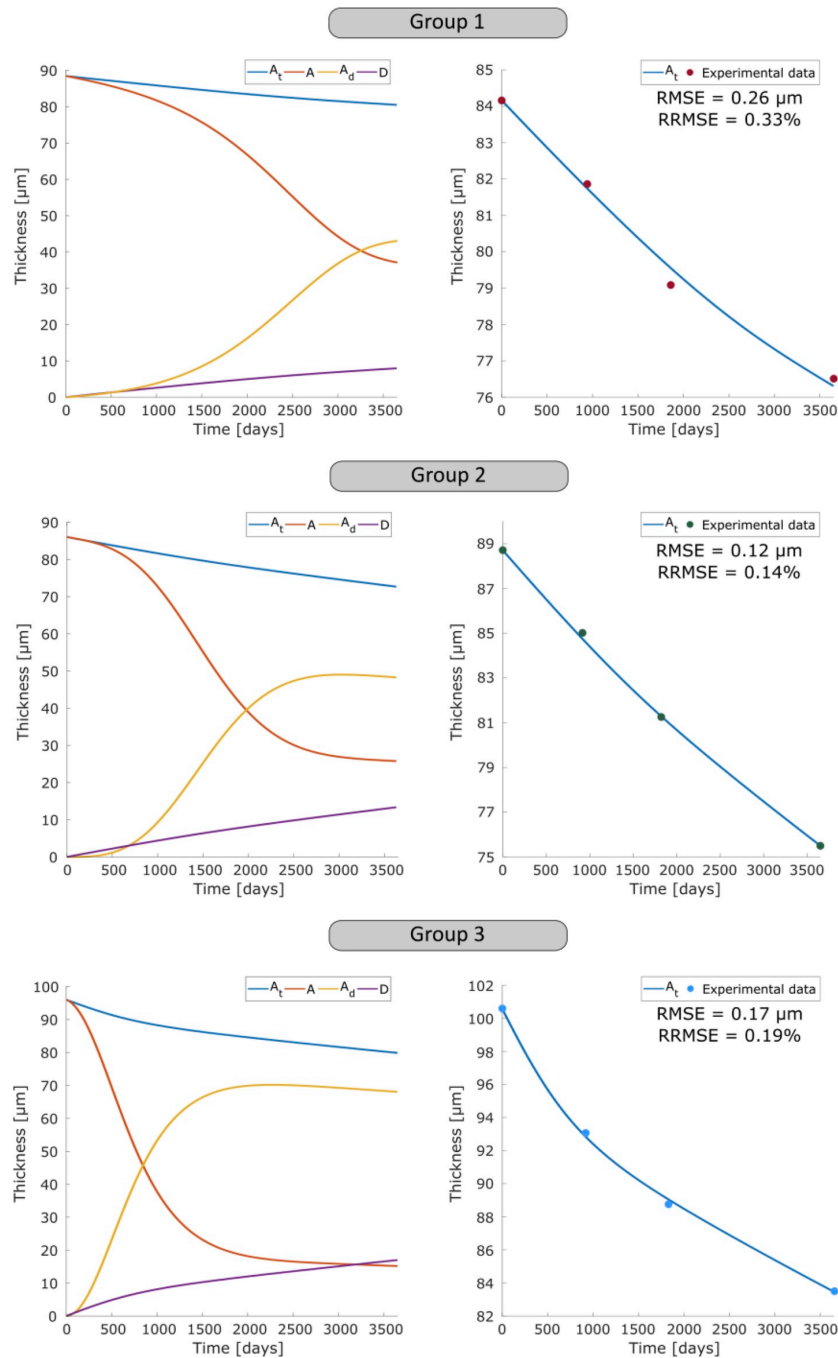 Group 1
A_t A A_d D
90
80
70
60
50
40
30
20
10
0
Thickness [µm]
0 500 1000 1500 2000 2500 3000 3500
Time [days]
A_t Experimental data
RMSE = 0.26 µm
RRMSE = 0.33%
85
84
83
82
81
80
79
78
77
76
Thickness [µm]
0 500 1000 1500 2000 2500 3000 3500
Time [days]
Group 2
A_t A A_d D
90
80
70
60
50
40
30
20
10
0
Thickness [µm]
0 500 1000 1500 2000 2500 3000 3500
Time [days]
A_t Experimental data
RMSE = 0.12 µm
RRMSE = 0.14%
89
87
85
83
81
79
77
75
Thickness [µm]
0 500 1000 1500 2000 2500 3000 3500
Time [days]
Group 3
A_t A A_d D
100
90
80
70
60
50
40
30
20
10
0
Thickness [µm]
0 500 1000 1500 2000 2500 3000 3500
Time [days]
A_t Experimental data
RMSE = 0.17 µm
RRMSE = 0.19%
102
100
98
96
94
92
90
88
86
84
82
Thickness [µm]
0 500 1000 1500 2000 2500 3000 3500
Time [days]